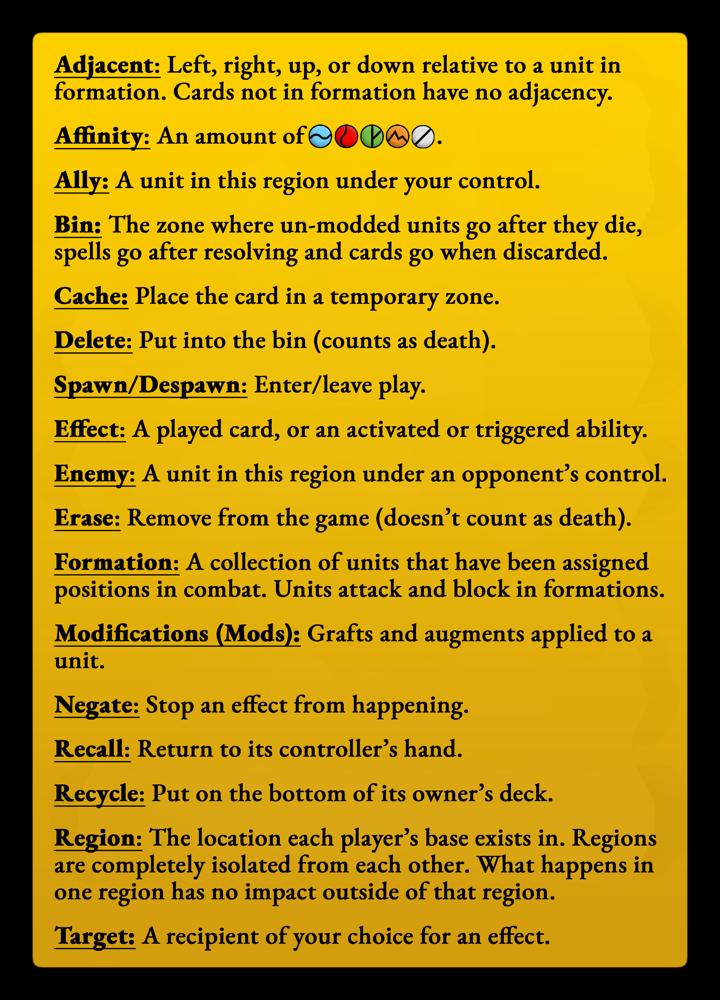 Adjacent: Left, right, up, or down relative to a unit in
formation. Cards not in formation have no adjacency.
Affinity: An amount of .
Ally: A unit in this region under your control.
Bin: The zone where un-modded units go after they die,
spells go after resolving and cards go when discarded.
Cache: Place the card in a temporary zone.
Delete: Put into the bin (counts as death).
Spawn/Despawn: Enter/leave play.
Effect: A played card, or an activated or triggered ability.
Enemy: A unit in this region under an opponent’s control.
Erase: Remove from the game (doesn’t count as death).
Formation: A collection of units that have been assigned
positions in combat. Units attack and block in formations.
Modifications (Mods): Grafts and augments applied to a
unit.
Negate: Stop an effect from happening.
Recall: Return to its controller’s hand.
Recycle: Put on the bottom of its owner’s deck.
Region: The location each player’s base exists in. Regions
are completely isolated from each other. What happens in
one region has no impact outside of that region.
Target: A recipient of your choice for an effect.